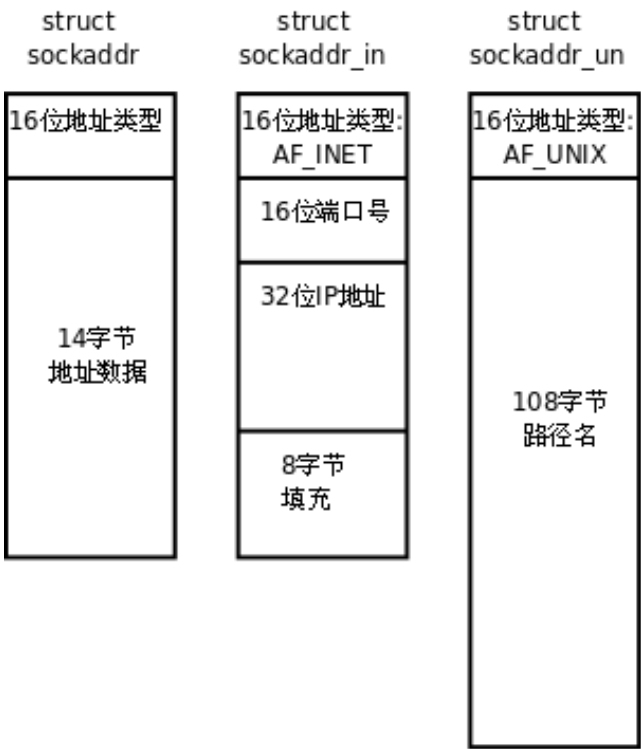 struct
sockaddr
16位地址类型
14字节
地址数据
struct
sockaddr_in
16位地址类型:
AF_INET
16位端口号
32位IP地址
8字节
填充
struct
sockaddr_un
16位地址类型:
AF_UNIX
108字节
路径名